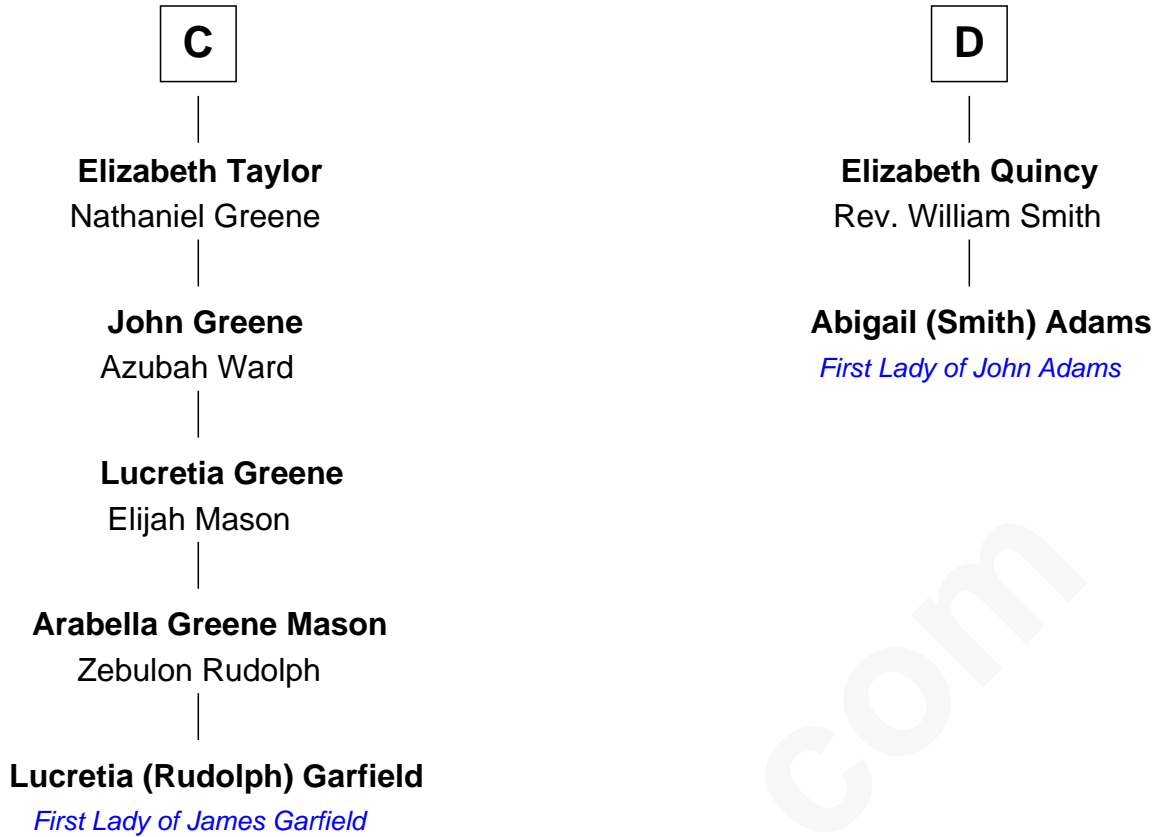 C
Elizabeth Taylor
Nathaniel Greene
John Greene
Azubah Ward
Lucretia Greene
Elijah Mason
Arabella Greene Mason
Zebulon Rudolph
Lucretia (Rudolph) Garfield
First Lady of James Garfield
D
Elizabeth Quincy
Rev. William Smith
Abigail (Smith) Adams
First Lady of John Adams
com